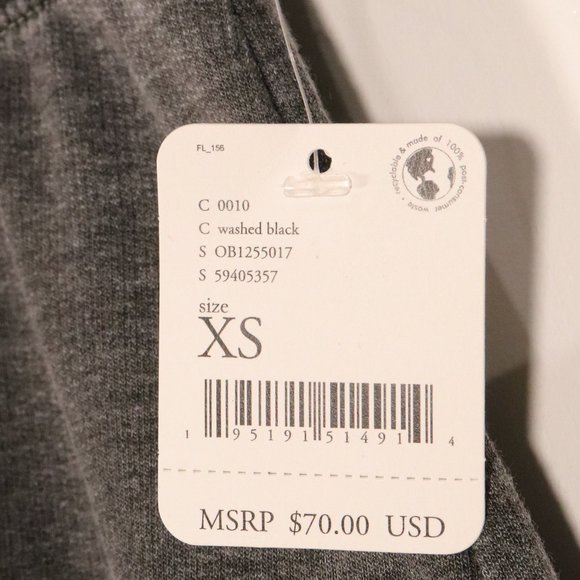 FL_156
recyclable & made of 100% post-consumer waste •
C 0010
C washed black
S OB1255017
S 59405357
size
XS
1 95191 51491 4
MSRP $70.00 USD